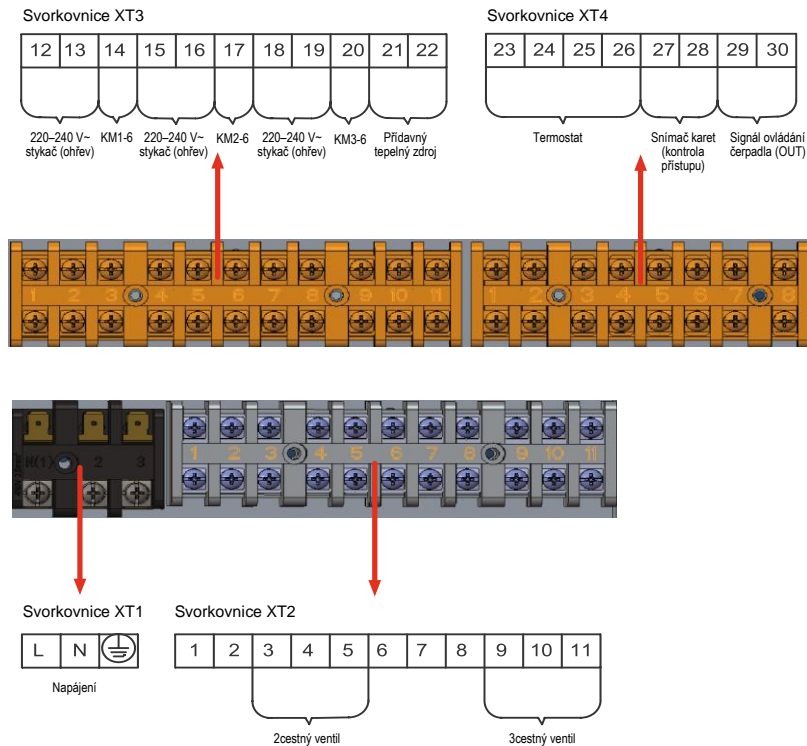 Svorkovnice XT3
12 13 14 15 16 17 18 19 20 21 22
220–240 V~ stykač (ohřev)
KM1-6
220–240 V~ stykač (ohřev)
KM2-6
220–240 V~ stykač (ohřev)
KM3-6
Přídavný tepelný zdroj
Svorkovnice XT4
23 24 25 26 27 28 29 30
Termostat
Snímač karet (kontrola přístupu)
Signál ovládání čerpadla (OUT)
1 2 3 4 5 6 7 8 9 10 11
1 2 3 4 5 6 7 8
N(1) 2 3
1 2 3 4 5 6 7 8 9 10 11
Svorkovnice XT1
L N
Napájení
Svorkovnice XT2
1 2 3 4 5 6 7 8 9 10 11
2cestný ventil
3cestný ventil